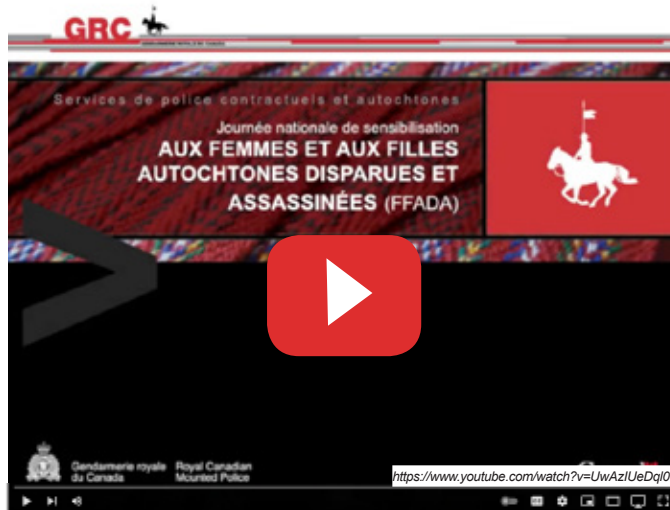 GRC
Services de police contractuels et autochtones
Journée nationale de sensibilisation
AUX FEMMES ET AUX FILLES
AUTOCHTONES DISPARUES ET
ASSASSINÉES (FFADA)
Gendarmerie royale
du Canada
Royal Canadian
Mounted Police
https://www.youtube.com/watch?v=UwAzIUeDqI0